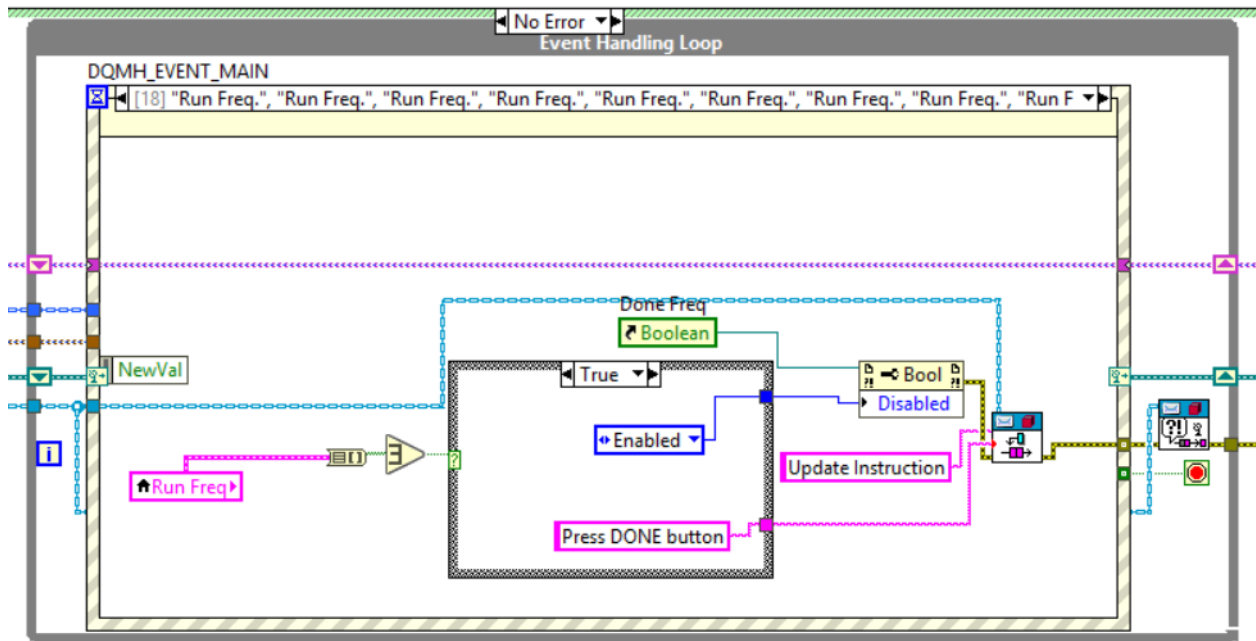 No Error
Event Handling Loop
DQMH_EVENT_MAIN
[18] "Run Freq.", "Run Freq.", "Run Freq.", "Run Freq.", "Run Freq.", "Run Freq.", "Run Freq.", "Run Freq.", "Run F
Done Freq
Boolean
NewVal
True
Bool
Disabled
Enabled
i
?
Update Instruction
Run Freq
Press DONE button